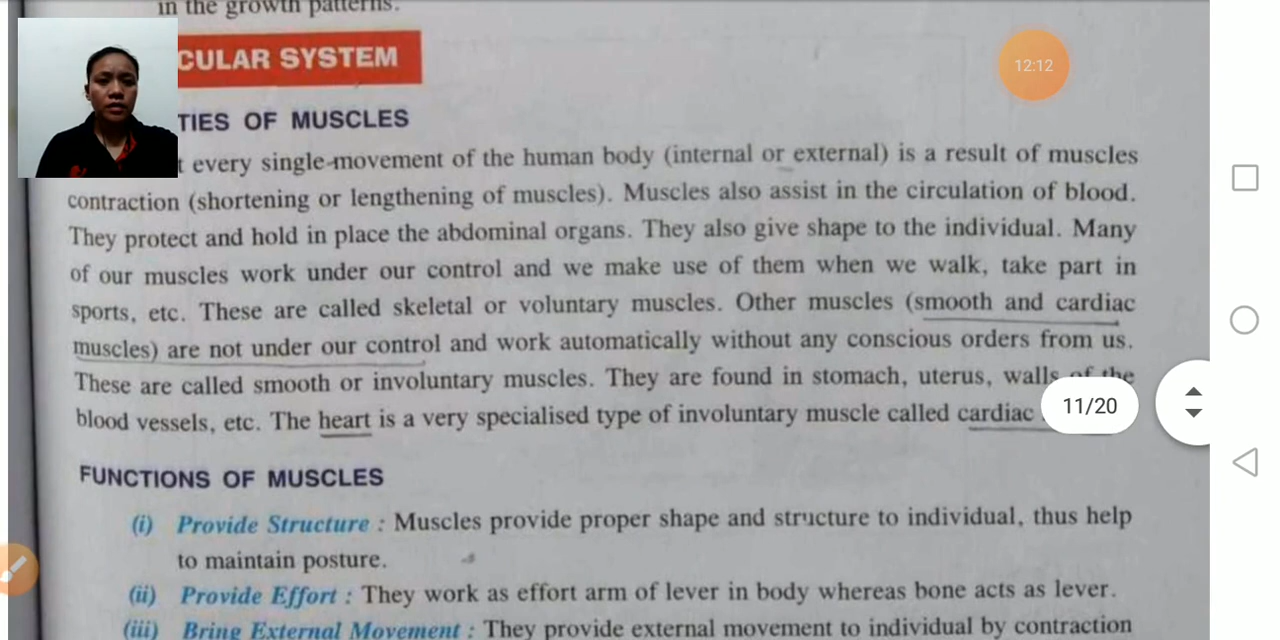 in the growth patterns.
CULAR SYSTEM
12:12
TIES OF MUSCLES
t every single-movement of the human body (internal or external) is a result of muscles
contraction (shortening or lengthening of muscles). Muscles also assist in the circulation of blood.
They protect and hold in place the abdominal organs. They also give shape to the individual. Many
of our muscles work under our control and we make use of them when we walk, take part in
sports, etc. These are called skeletal or voluntary muscles. Other muscles (smooth and cardiac
muscles) are not under our control and work automatically without any conscious orders from us.
These are called smooth or involuntary muscles. They are found in stomach, uterus, walls of the
blood vessels, etc. The heart is a very specialised type of involuntary muscle called cardiac
11/20
FUNCTIONS OF MUSCLES
(i) Provide Structure : Muscles provide proper shape and structure to individual, thus help
to maintain posture.
(ii) Provide Effort : They work as effort arm of lever in body whereas bone acts as lever.
(iii) Bring External Movement : They provide external movement to individual by contraction